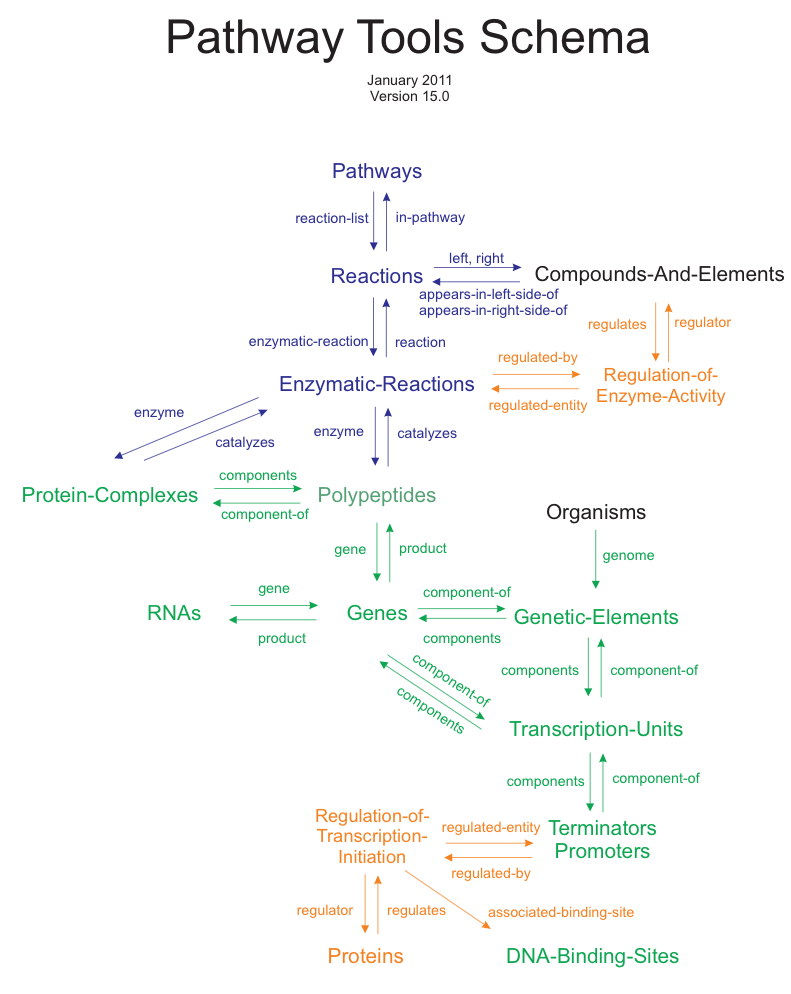 Pathway Tools Schema
January 2011
Version 15.0
Pathways
reaction-list
in-pathway
Reactions
left, right
Compounds-And-Elements
appears-in-left-side-of
appears-in-right-side-of
regulates
regulator
enzymatic-reaction
reaction
Enzymatic-Reactions
regulated-by
regulated-entity
Regulation-of-
Enzyme-Activity
enzyme
catalyzes
enzyme
catalyzes
Protein-Complexes
components
component-of
Polypeptides
Organisms
gene
product
genome
RNAs
gene
product
Genes
component-of
components
Genetic-Elements
component-of
components
components
component-of
Transcription-Units
components
component-of
Regulation-of-
Transcription-
Initiation
regulated-entity
regulated-by
Terminators
Promoters
regulator
regulates
associated-binding-site
Proteins
DNA-Binding-Sites